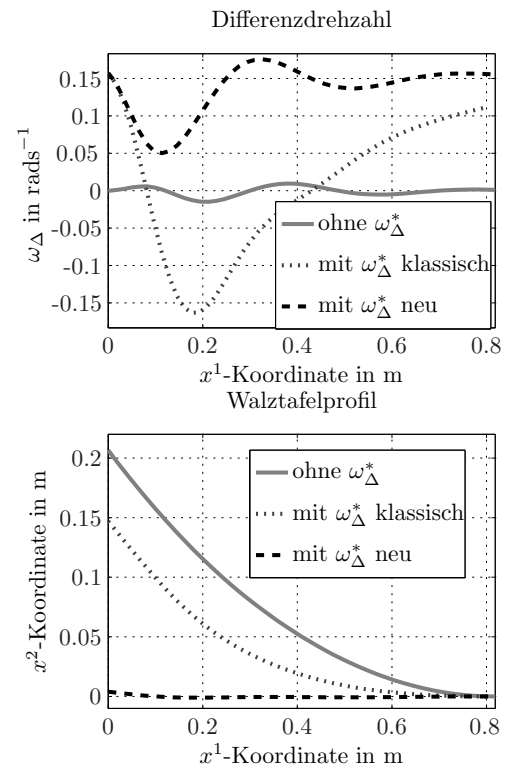 Differenzdrehzahl
0.15
0.1
0.05
0
-0.05
-0.1
-0.15
ω_Δ in rads⁻¹
ohne ω*_Δ
mit ω*_Δ klassisch
mit ω*_Δ neu
0 0.2 0.4 0.6 0.8
x¹-Koordinate in m
Walztafelprofil
0.2
0.15
0.1
0.05
0
x²-Koordinate in m
ohne ω*_Δ
mit ω*_Δ klassisch
mit ω*_Δ neu
0 0.2 0.4 0.6 0.8
x¹-Koordinate in m